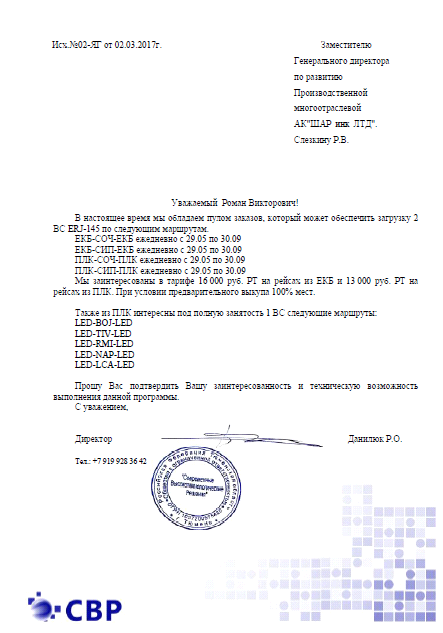 Исх.№02-ЯГ от 02.03.2017г.
Заместителю
Генерального директора
по развитию
Производственной
многоотраслевой
АК"ШАР инк ЛТД".
Слезкину Р.В.
Уважаемый Роман Викторович!
В настоящее время мы обладаем пулом заказов, который может обеспечить загрузку 2
ВС ERJ-145 по следующим маршрутам.
ЕКБ-СОЧ-ЕКБ ежедневно с 29.05 по 30.09
ЕКБ-СИП-ЕКБ ежедневно с 29.05 по 30.09
ПЛК-СОЧ-ПЛК ежедневно с 29.05 по 30.09
ПЛК-СИП-ПЛК ежедневно с 29.05 по 30.09
Мы заинтересованы в тарифе 16 000 руб. РТ на рейсах из ЕКБ и 13 000 руб. РТ на
рейсах из ПЛК. При условии предварительного выкупа 100% мест.
Также из ПЛК интересны под полную занятость 1 ВС следующие маршруты:
LED-BOJ-LED
LED-TIV-LED
LED-RMI-LED
LED-NAP-LED
LED-LCA-LED
Прошу Вас подтвердить Вашу заинтересованность и техническую возможность
выполнения данной программы.
С уважением,
Директор
Данилюк Р.О.
Тел.: +7 919 928 36 42
"Современные
Высокотехнологические
Решения"
г. Тюмень
СВР